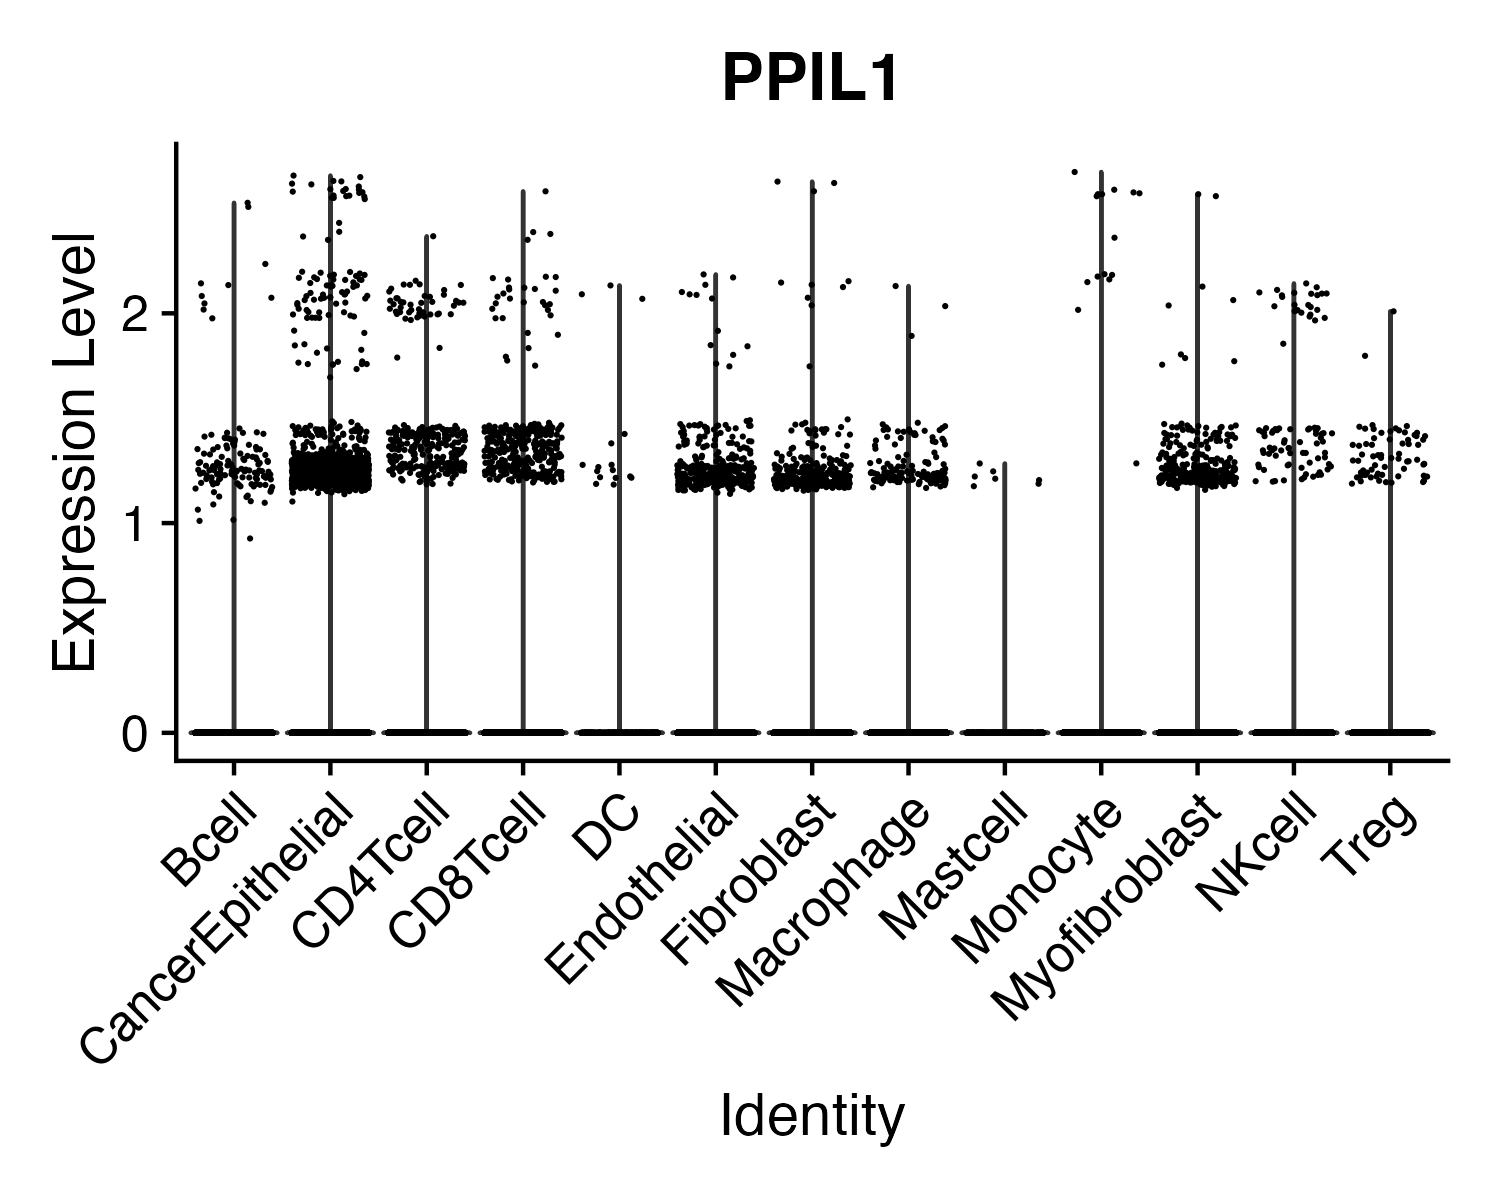 PPIL1
Expression Level
2
1
0
Bcell
CancerEpithelial
CD4Tcell
CD8Tcell
DC
Endothelial
Fibroblast
Macrophage
Mastcell
Monocyte
Myofibroblast
NKcell
Treg
Identity